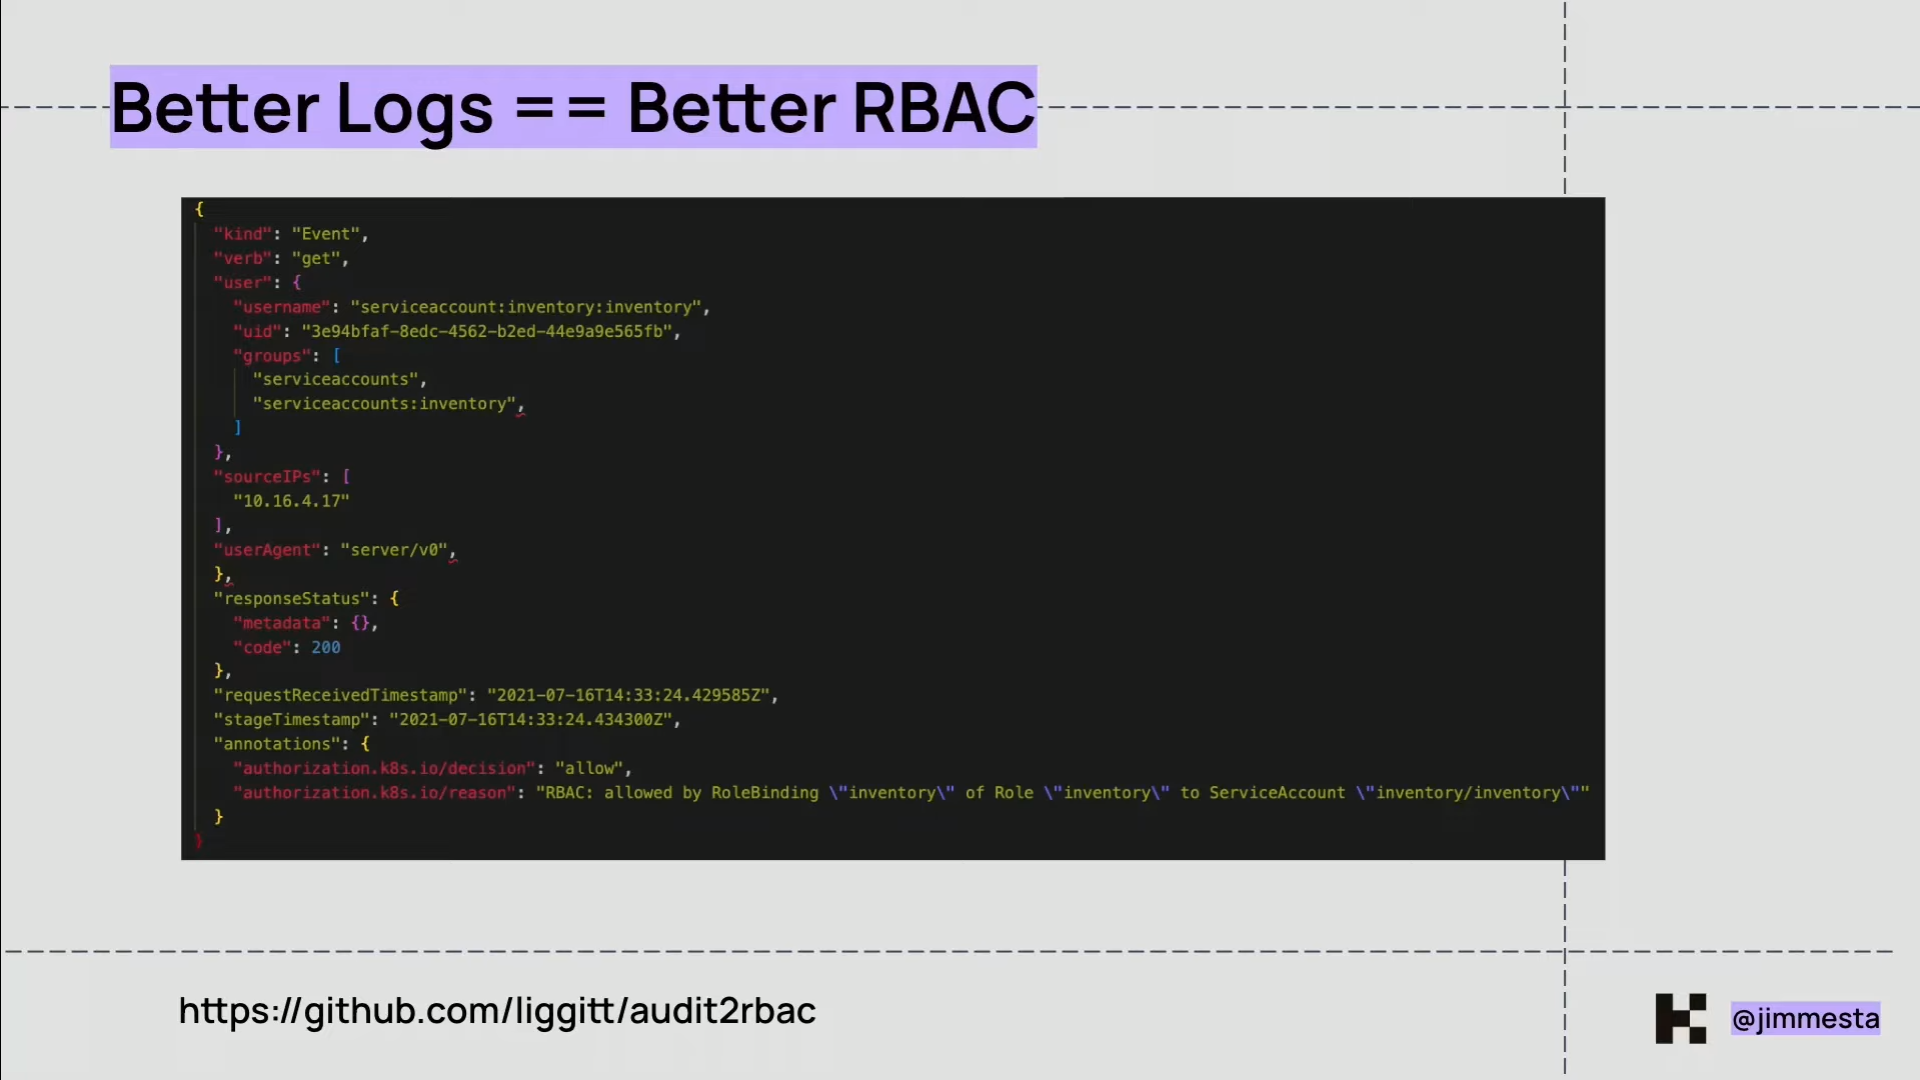 Better Logs == Better RBAC
{
"kind": "Event",
"verb": "get",
"user": {
"username": "serviceaccount:inventory:inventory",
"uid": "3e94bfaf-8edc-4562-b2ed-44e9a9e565fb",
"groups": [
"serviceaccounts",
"serviceaccounts:inventory",
]
},
"sourceIPs": [
"10.16.4.17"
],
"userAgent": "server/v0",
},
"responseStatus": {
"metadata": {},
"code": 200
},
"requestReceivedTimestamp": "2021-07-16T14:33:24.429585Z",
"stageTimestamp": "2021-07-16T14:33:24.434300Z",
"annotations": {
"authorization.k8s.io/decision": "allow",
"authorization.k8s.io/reason": "RBAC: allowed by RoleBinding \"inventory\" of Role \"inventory\" to ServiceAccount \"inventory/inventory\""
}
}
https://github.com/liggitt/audit2rbac
@jimmesta